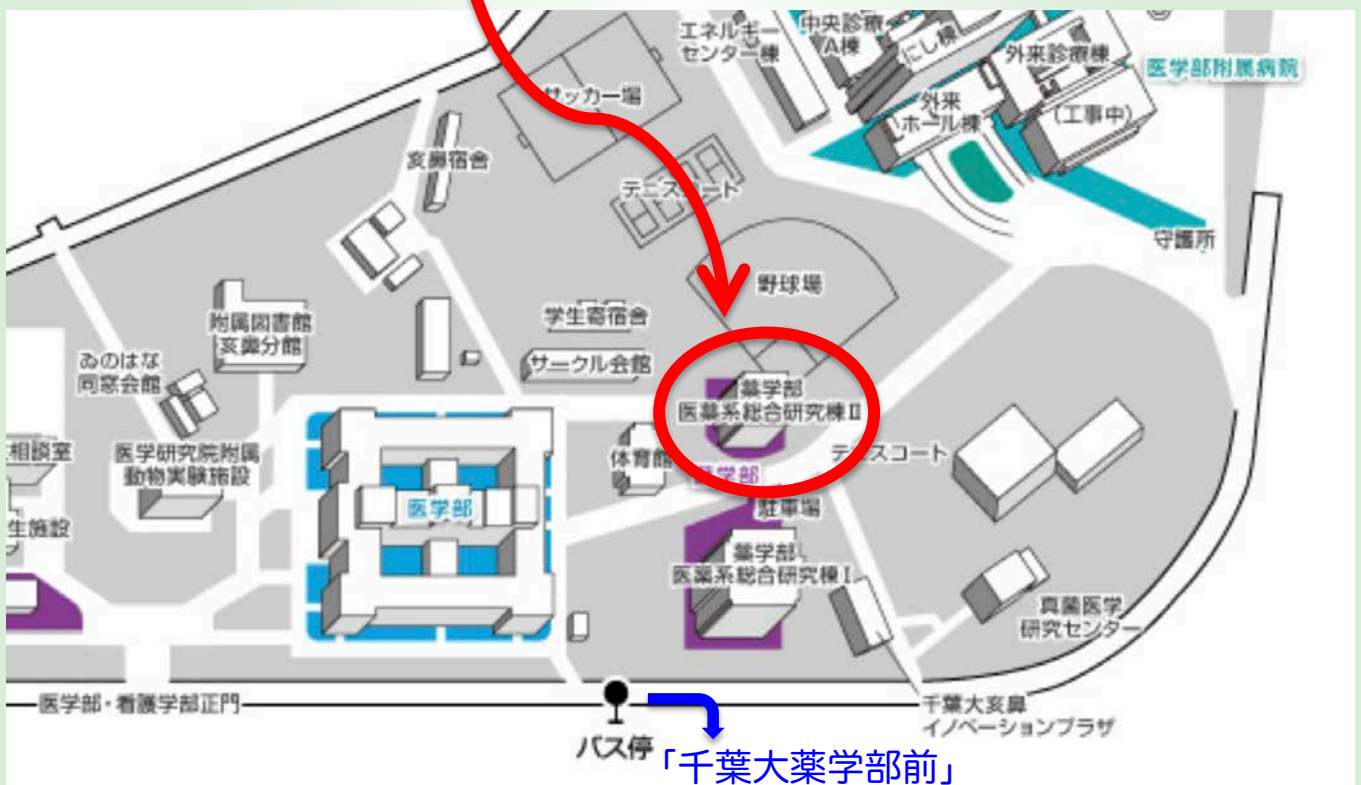 エネルギー
センター棟
中央診療
A棟
にし棟
外来診療棟
医学部附属病院
外来
ホール棟
(工事中)
サッカー場
亥鼻宿舎
テニスコート
守護所
野球場
附属図書館
亥鼻分館
学生寄宿舎
サークル会館
ゐのはな
同窓会館
薬学部
医薬系総合研究棟Ⅱ
相談室
医学研究院附属
動物実験施設
体育館
薬学部
テニスコート
医学部
駐車場
生施設
薬学部
医薬系総合研究棟Ⅰ
真菌医学
研究センター
医学部・看護学部正門
千葉大亥鼻
イノベーションプラザ
バス停
「千葉大薬学部前」